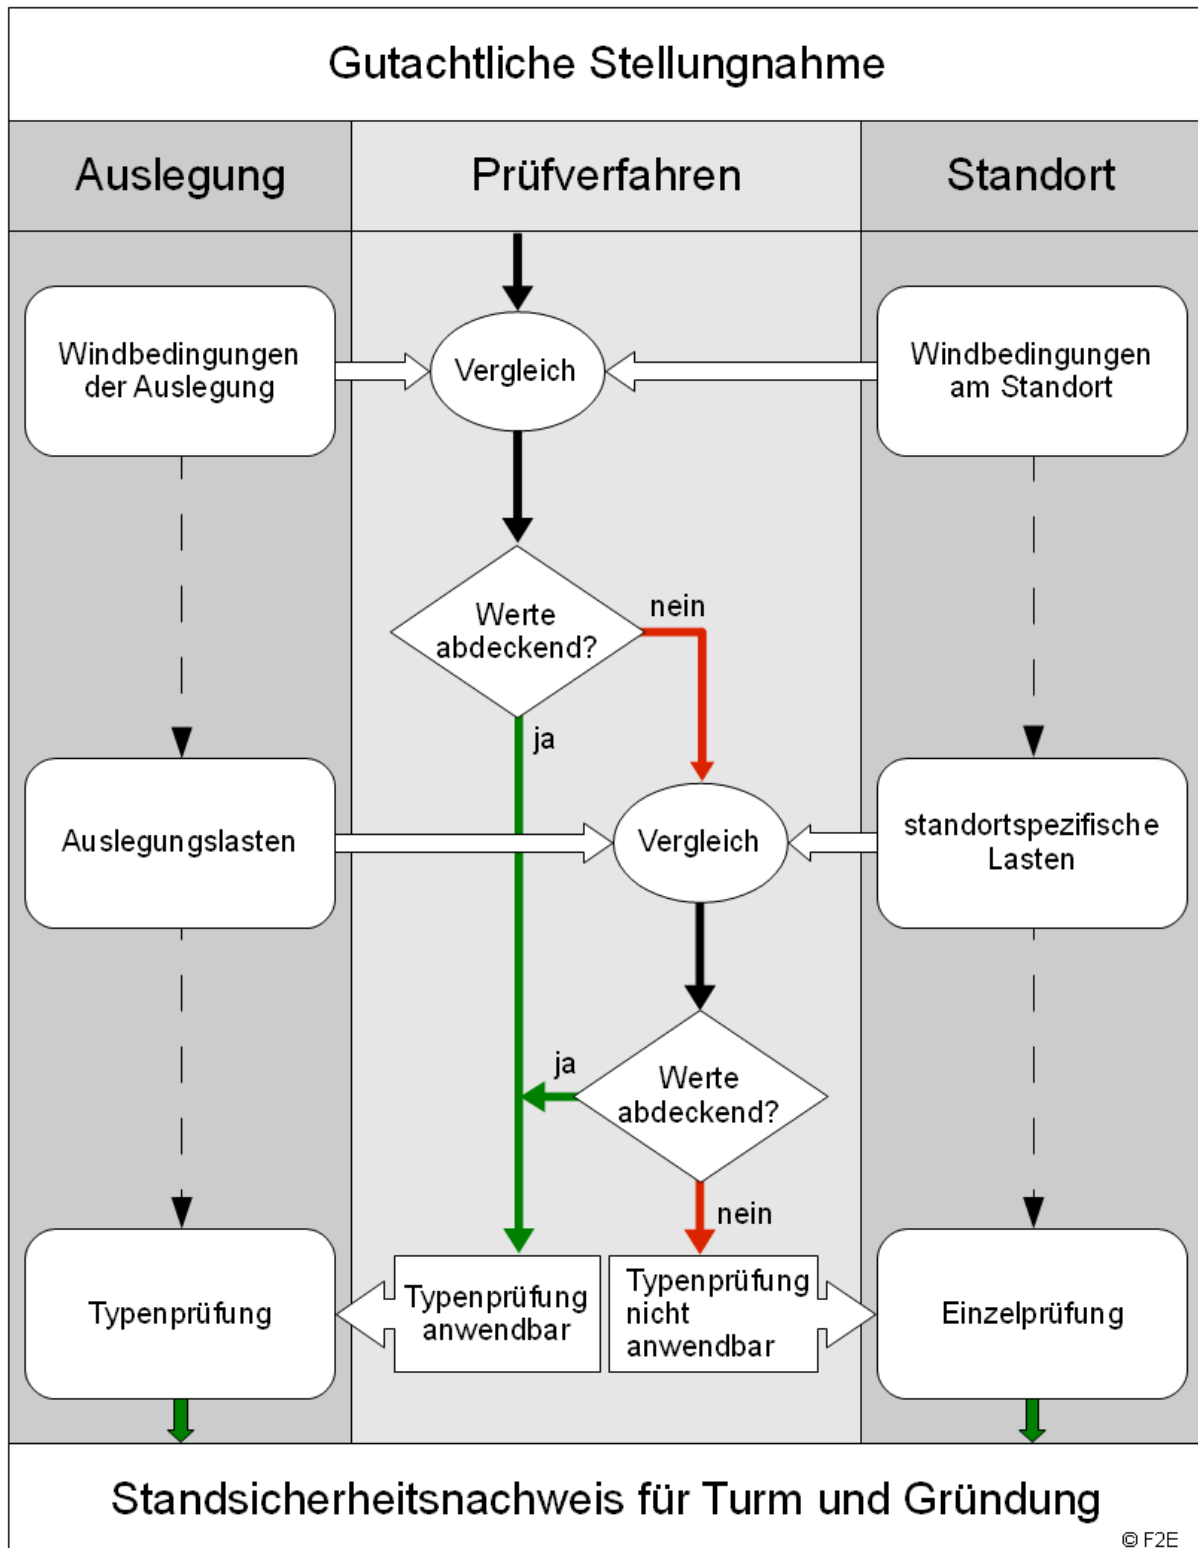 Gutachtliche Stellungnahme
Auslegung
Prüfverfahren
Standort
Windbedingungen
der Auslegung
Vergleich
Windbedingungen
am Standort
Werte
abdeckend?
nein
ja
Auslegungslasten
Vergleich
standortspezifische
Lasten
ja
Werte
abdeckend?
nein
Typenprüfung
Typenprüfung
anwendbar
Typenprüfung
nicht
anwendbar
Einzelprüfung
Standsicherheitsnachweis für Turm und Gründung
© F2E